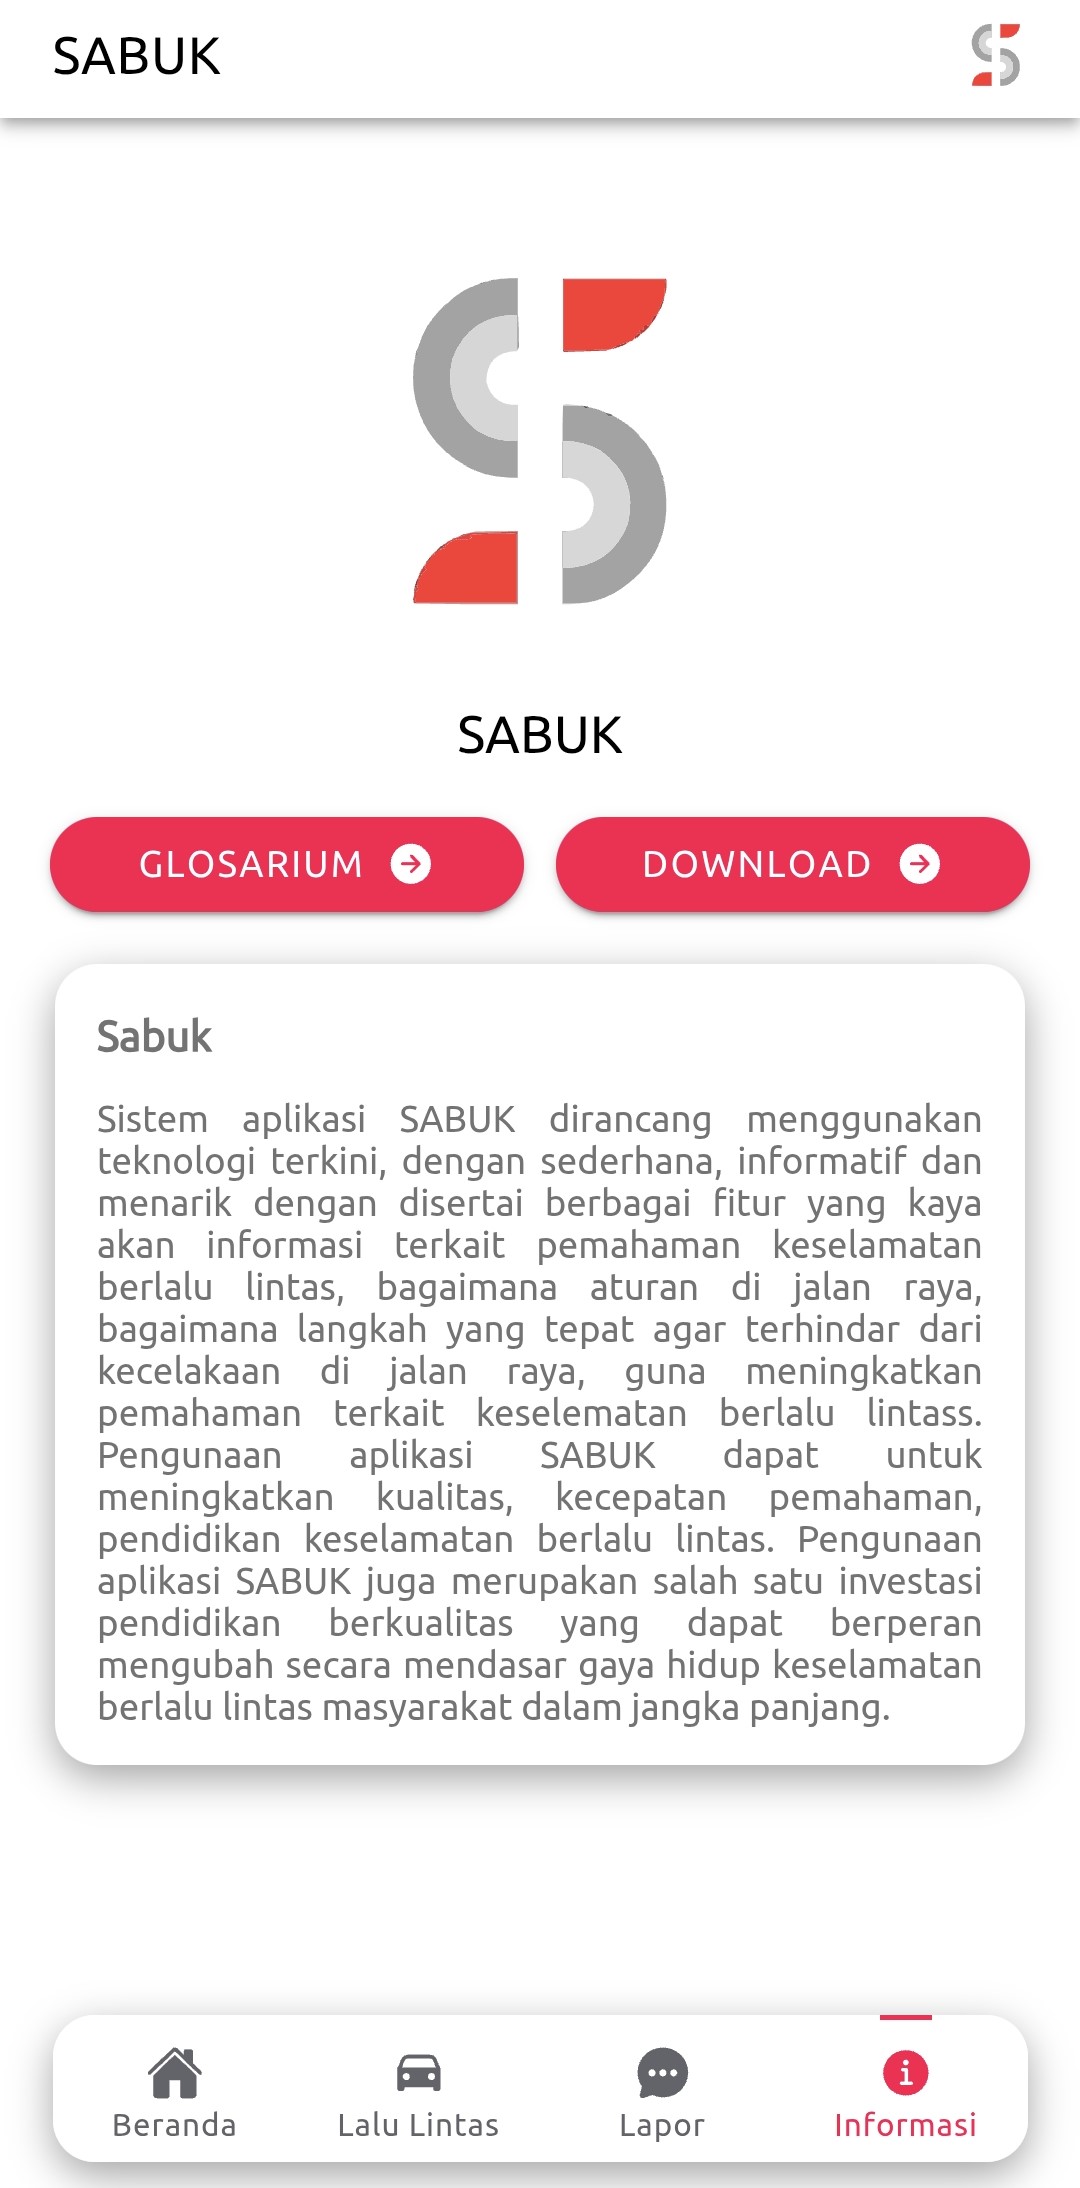 SABUK
SABUK
GLOSARIUM
DOWNLOAD
Sabuk
Sistem aplikasi SABUK dirancang menggunakan
teknologi terkini, dengan sederhana, informatif dan
menarik dengan disertai berbagai fitur yang kaya
akan informasi terkait pemahaman keselamatan
berlalu lintas, bagaimana aturan di jalan raya,
bagaimana langkah yang tepat agar terhindar dari
kecelakaan di jalan raya, guna meningkatkan
pemahaman terkait keselematan berlalu lintass.
Pengunaan aplikasi SABUK dapat untuk
meningkatkan kualitas, kecepatan pemahaman,
pendidikan keselamatan berlalu lintas. Pengunaan
aplikasi SABUK juga merupakan salah satu investasi
pendidikan berkualitas yang dapat berperan
mengubah secara mendasar gaya hidup keselamatan
berlalu lintas masyarakat dalam jangka panjang.
Beranda
Lalu Lintas
Lapor
Informasi